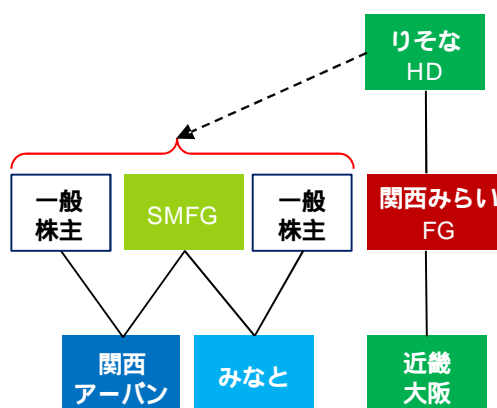 りそな
HD
一般
株主
SMFG
一般
株主
関西みらい
FG
関西
アーバン
みなと
近畿
大阪